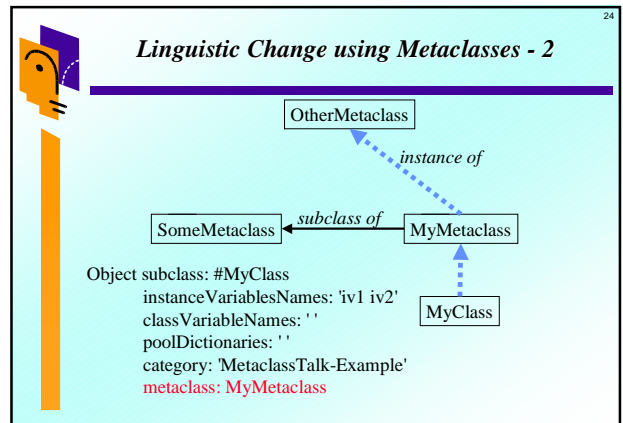 24
Linguistic Change using Metaclasses - 2
OtherMetaclass
instance of
SomeMetaclass
subclass of
MyMetaclass
MyClass
Object subclass: #MyClass
instanceVariablesNames: 'iv1 iv2'
classVariableNames: ' '
poolDictionaries: ' '
category: 'MetaclassTalk-Example'
metaclass: MyMetaclass